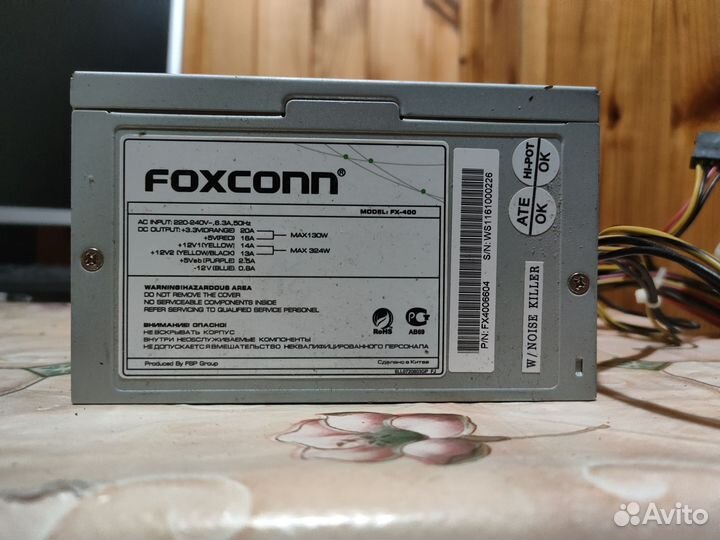 FOXCONN®
MODEL: FX-400
AC INPUT: 220-240V~,6.3A,50Hz
DC OUTPUT: +3.3V(ORANGE) 20A
+5V(RED) 16A
MAX130W
+12V1(YELLOW) 14A
+12V2 (YELLOW/BLACK) 13A
MAX 324W
+5Vsb (PURPLE) 2.5A
-12V (BLUE) 0.8A
WARNING!HAZARDOUS AREA
DO NOT REMOVE THE COVER
NO SERVICEABLE COMPONENTS INSIDE
REFER SERVICING TO QUALIFIED SERVICE PERSONEL
ВНИМАНИЕ! ОПАСНО!
НЕ ВСКРЫВАТЬ КОРПУС
ВНУТРИ НЕОБСЛУЖИВАЕМЫЕ КОМПОНЕНТЫ
НЕ ДОПУСКАЕТСЯ ВМЕШАТЕЛЬСТВО НЕКВАЛИФИЦИРОВАННОГО ПЕРСОНАЛА
Produced By FSP Group
Сделано в Китае
RoHS
АВ69
S/N: WS1161000226
P/N: FX4006604
HI-POT
OK
ATE
OK
W/NOISE KILLER
Avito